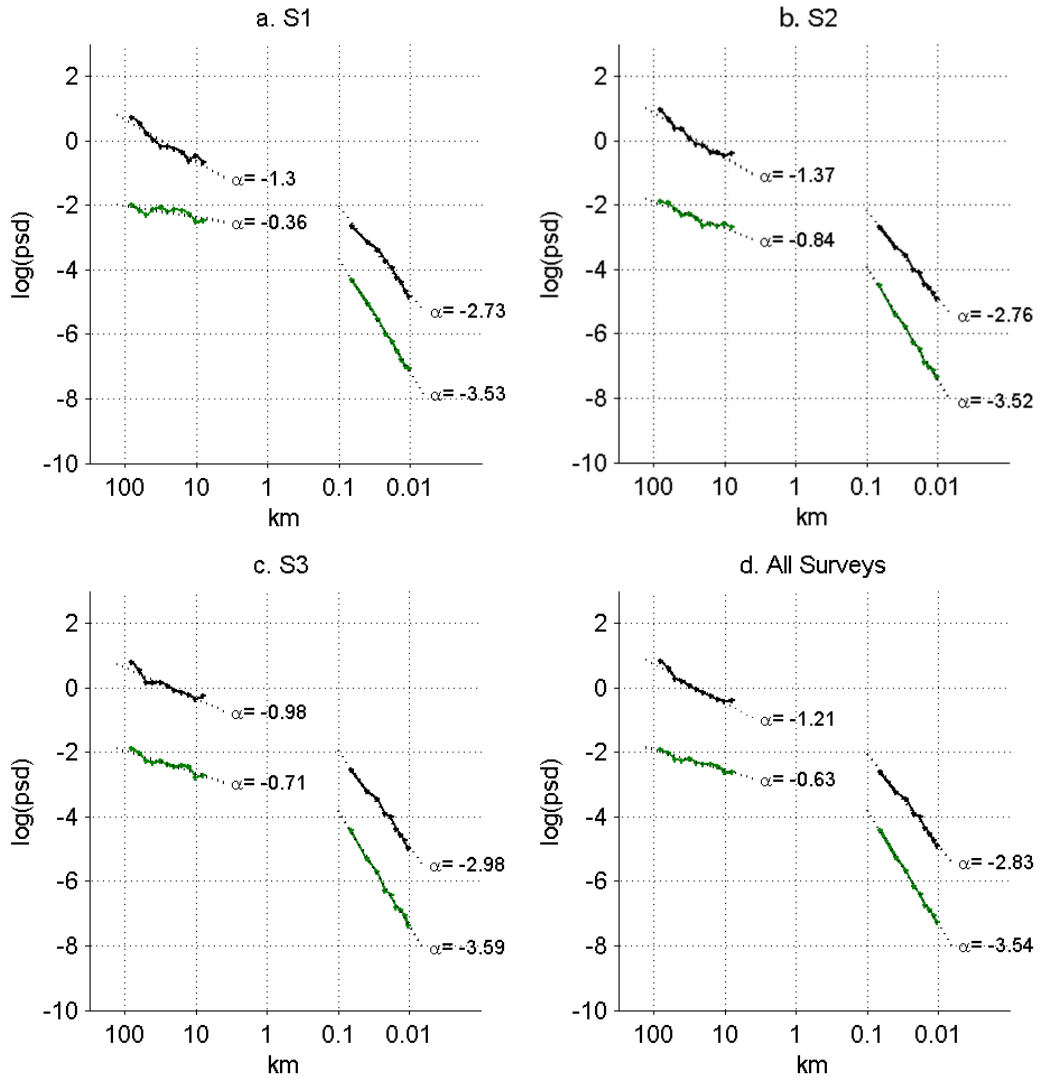 a. S1
2
0
-2
-4
-6
-8
-10
log(psd)
α= -1.3
α= -0.36
α= -2.73
α= -3.53
100 10 1 0.1 0.01
km
b. S2
2
0
-2
-4
-6
-8
-10
log(psd)
α= -1.37
α= -0.84
α= -2.76
α= -3.52
100 10 1 0.1 0.01
km
c. S3
2
0
-2
-4
-6
-8
-10
log(psd)
α= -0.98
α= -0.71
α= -2.98
α= -3.59
100 10 1 0.1 0.01
km
d. All Surveys
2
0
-2
-4
-6
-8
-10
log(psd)
α= -1.21
α= -0.63
α= -2.83
α= -3.54
100 10 1 0.1 0.01
km